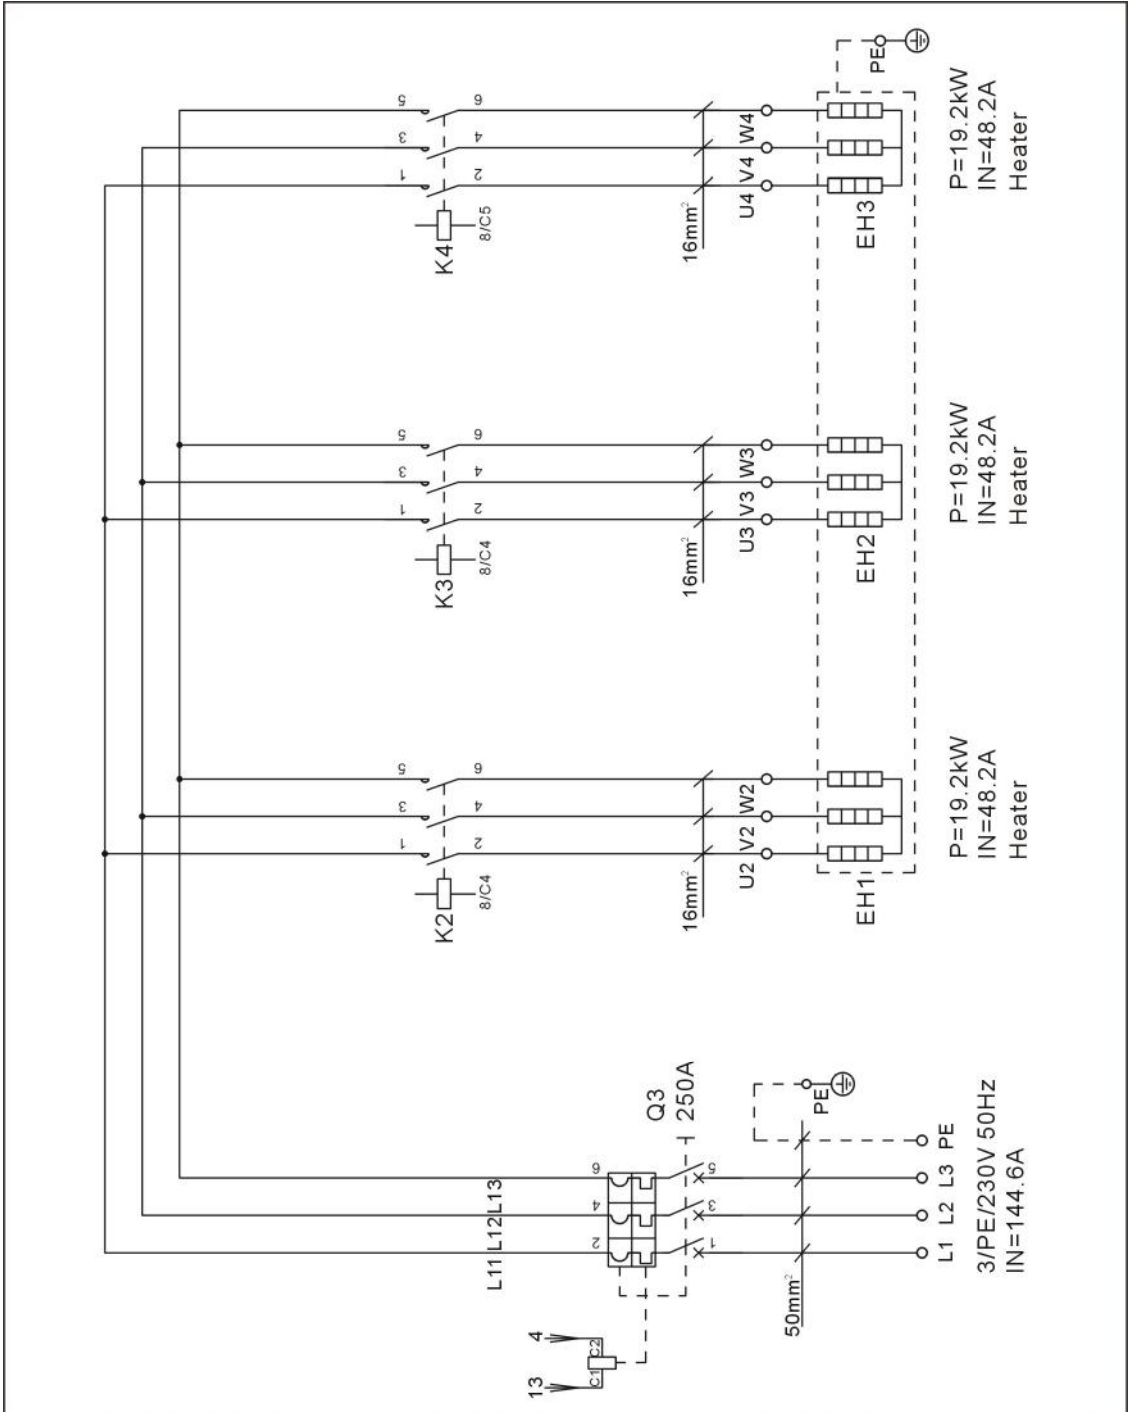 L11 L12 L13
2 4 6
Q3
250A
1 3 5
13 4
C1 C2
50mm²
PE
L1 L2 L3 PE
3/PE/230V 50Hz
IN=144.6A
1 3 5
K2
8/C4
2 4 6
16mm²
U2 V2 W2
EH1
P=19.2kW
IN=48.2A
Heater
1 3 5
K3
8/C4
2 4 6
16mm²
U3 V3 W3
EH2
P=19.2kW
IN=48.2A
Heater
1 3 5
K4
8/C5
2 4 6
16mm²
U4 V4 W4
PE
EH3
P=19.2kW
IN=48.2A
Heater